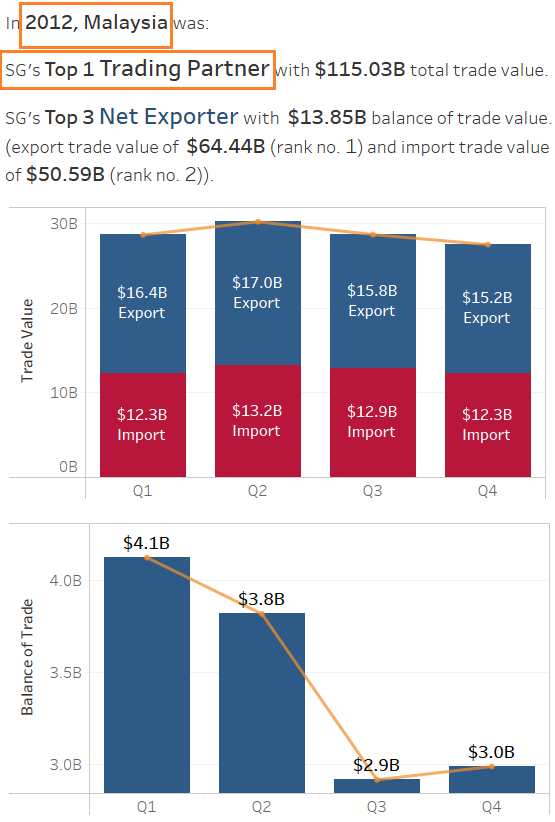 In 2012, Malaysia was:
SG's Top 1 Trading Partner with $115.03B total trade value.
SG's Top 3 Net Exporter with $13.85B balance of trade value.
(export trade value of $64.44B (rank no. 1) and import trade value
of $50.59B (rank no. 2)).
Trade Value
30B
20B
10B
0B
$16.4B
Export
$17.0B
Export
$15.8B
Export
$15.2B
Export
$12.3B
Import
$13.2B
Import
$12.9B
Import
$12.3B
Import
Q1 Q2 Q3 Q4
Balance of Trade
4.0B
3.5B
3.0B
$4.1B
$3.8B
$2.9B
$3.0B
Q1 Q2 Q3 Q4